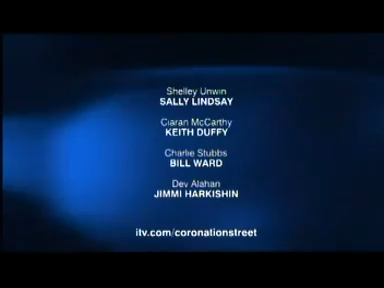 Shelley Unwin
SALLY LINDSAY
Ciaran McCarthy
KEITH DUFFY
Charlie Stubbs
BILL WARD
Dev Alahan
JIMMI HARKISHIN
itv.com/coronationstreet